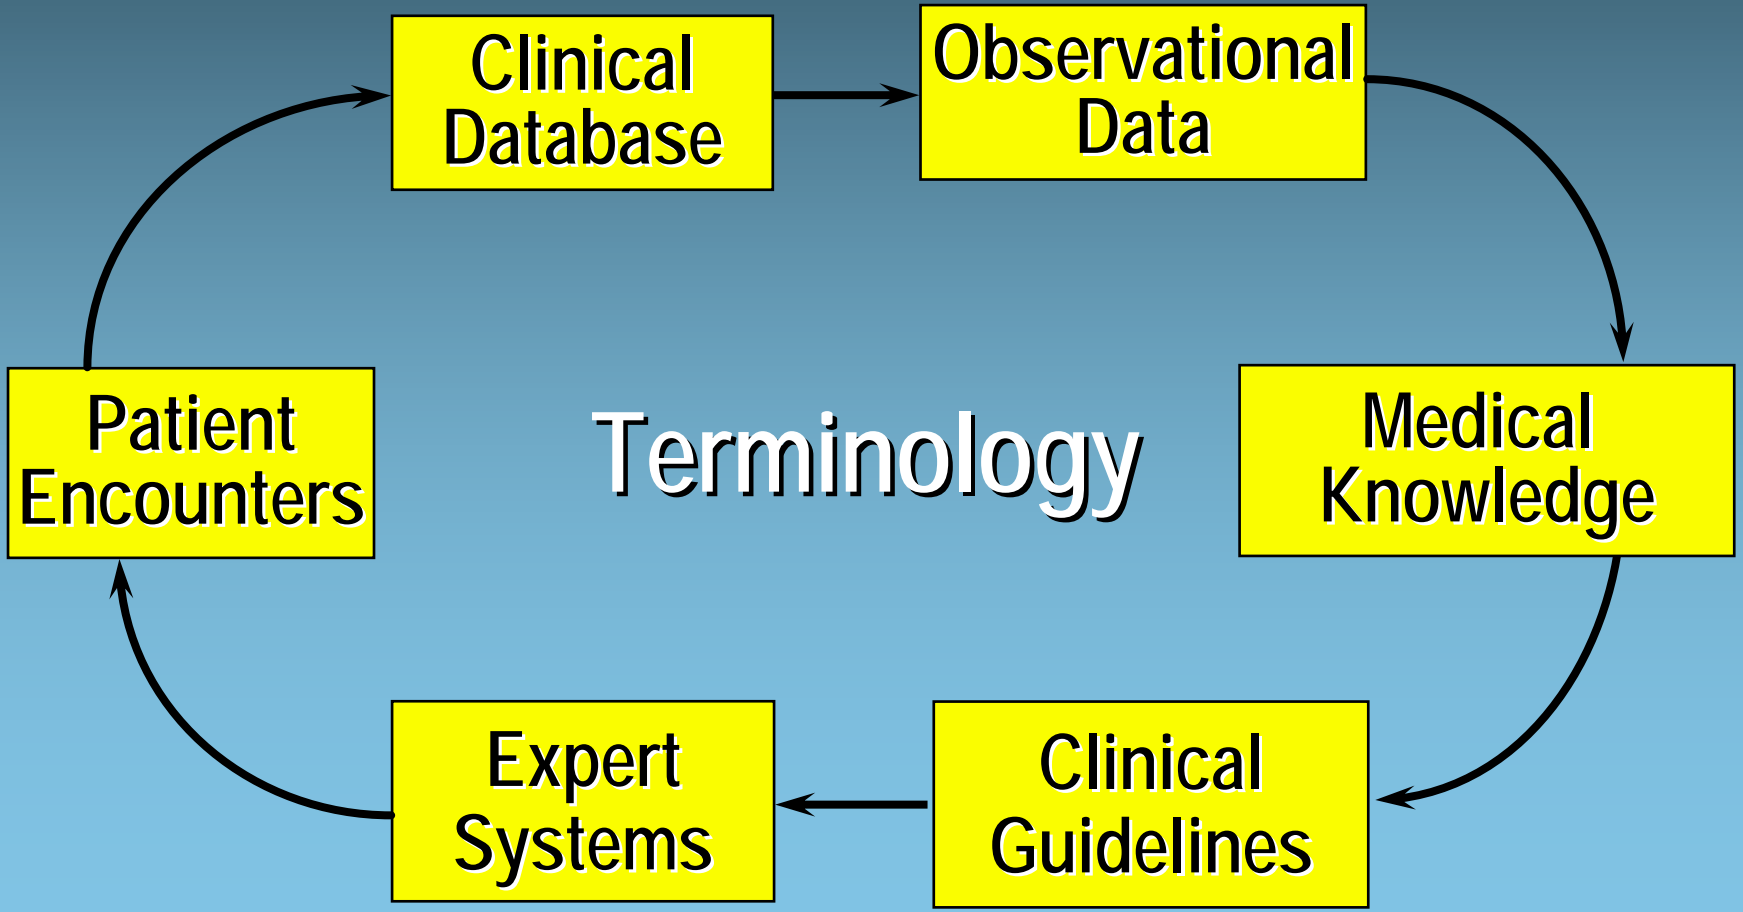 Clinical
Database
Observational
Data
Patient
Encounters
Terminology
Medical
Knowledge
Expert
Systems
Clinical
Guidelines